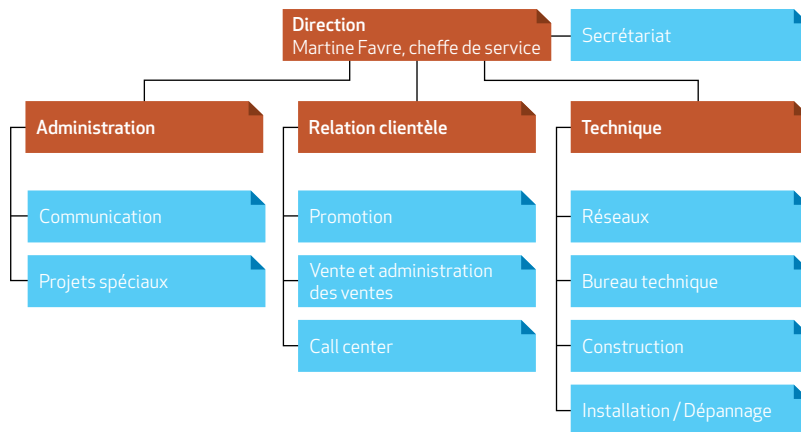 Direction
Martine Favre, cheffe de service
Secrétariat
Administration
Communication
Projets spéciaux
Relation clientèle
Promotion
Vente et administration
des ventes
Call center
Technique
Réseaux
Bureau technique
Construction
Installation / Dépannage